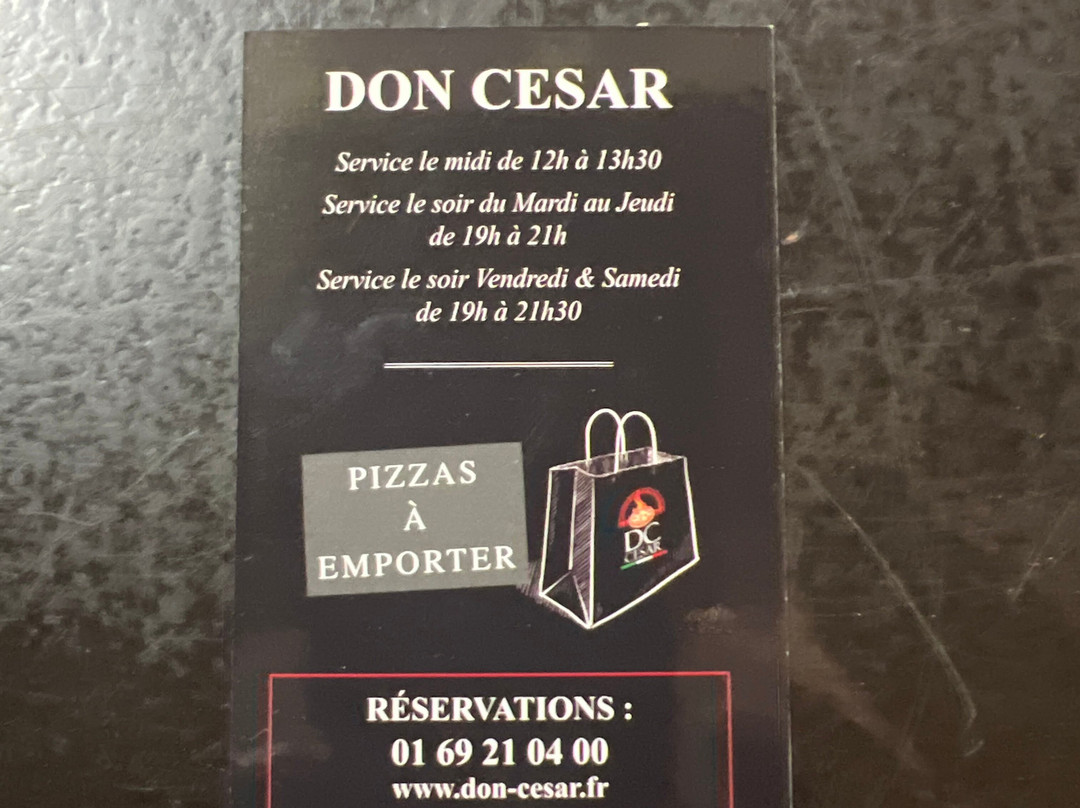 DON CESAR
Service le midi de 12h à 13h30
Service le soir du Mardi au Jeudi
de 19h à 21h
Service le soir Vendredi & Samedi
de 19h à 21h30
PIZZAS
À
EMPORTER
DC
CESAR
RÉSERVATIONS :
01 69 21 04 00
www.don-cesar.fr